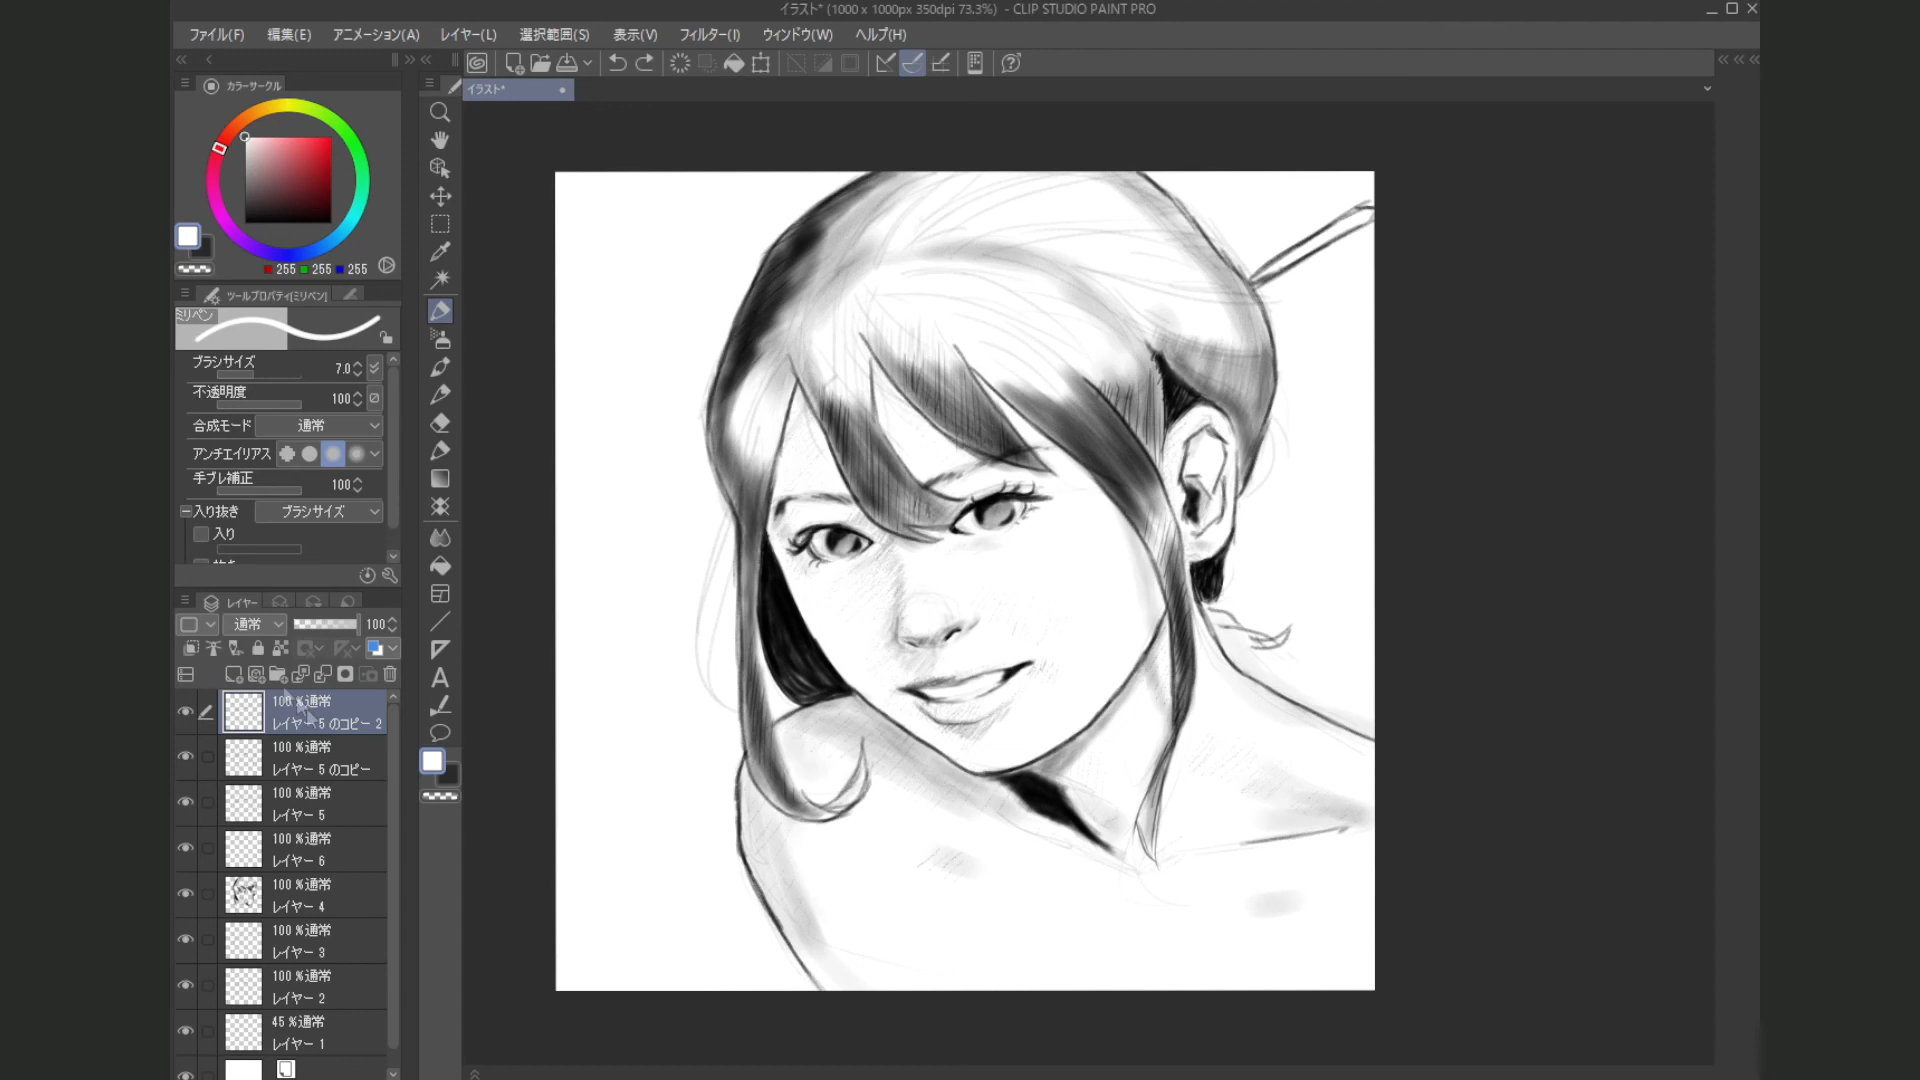 イラスト* (1000 x 1000px 350dpi 73.3%) - CLIP STUDIO PAINT PRO
ファイル(F) 編集(E) アニメーション(A) レイヤー(L) 選択範囲(S) 表示(V) フィルター(I) ウィンドウ(W) ヘルプ(H)
カラーサークル
イラスト*
255 255 255
ツールプロパティ[ミリペン]
ミリペン
ブラシサイズ 7.0
不透明度 100
合成モード 通常
アンチエイリアス
手ブレ補正 100
入り抜き ブラシサイズ
入り
レイヤー
通常 100
100 %通常
レイヤー 5 のコピー 2
100 %通常
レイヤー 5 のコピー
100 %通常
レイヤー 5
100 %通常
レイヤー 6
100 %通常
レイヤー 4
100 %通常
レイヤー 3
100 %通常
レイヤー 2
45 %通常
レイヤー 1